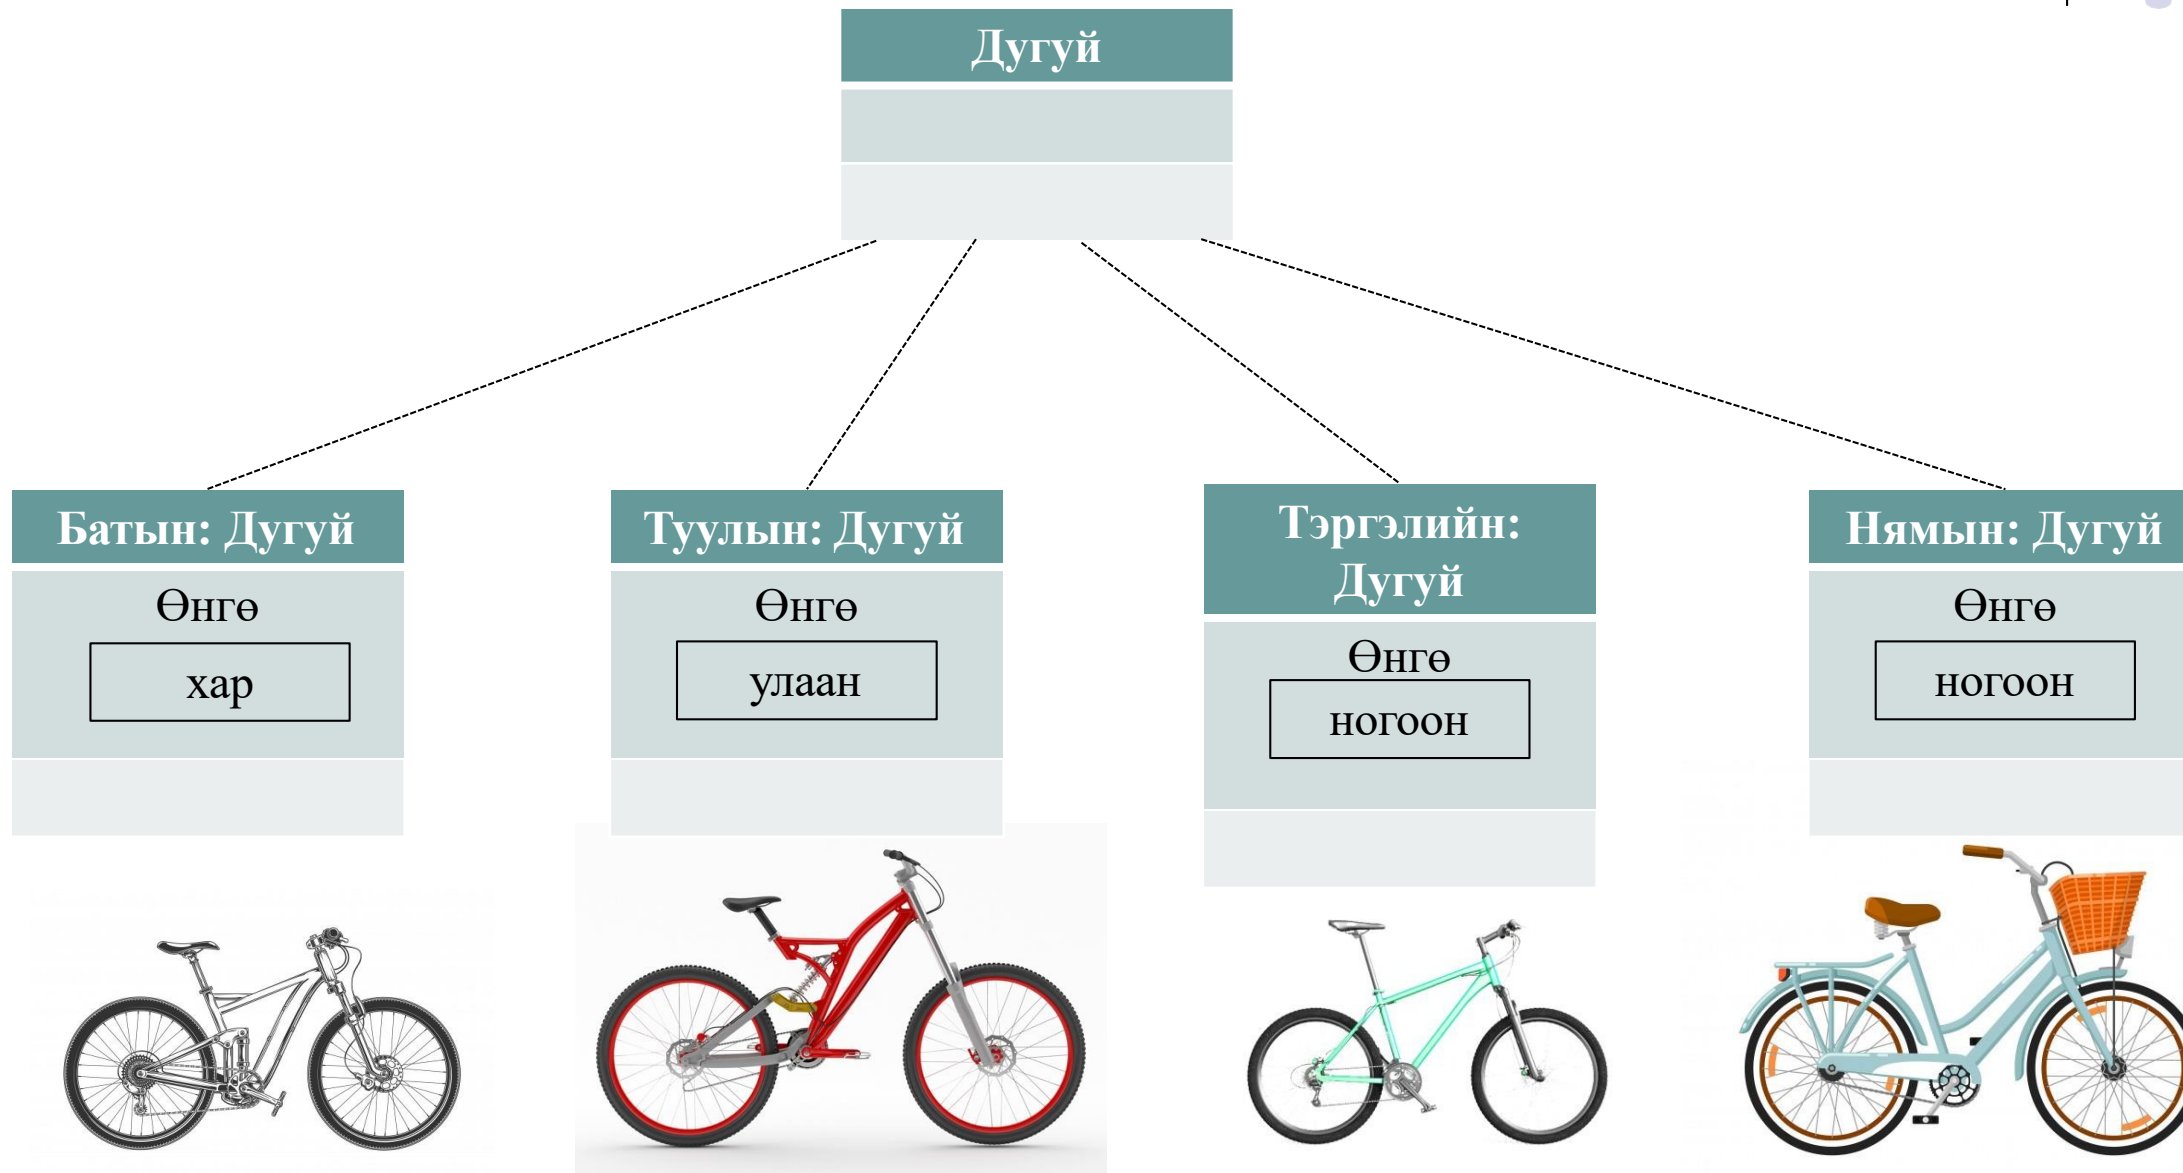 Дугуй
Батын: Дугуй
Өнгө
хар
Туулын: Дугуй
Өнгө
улаан
Тэргэлийн:
Дугуй
Өнгө
ногоон
Нямын: Дугуй
Өнгө
ногоон